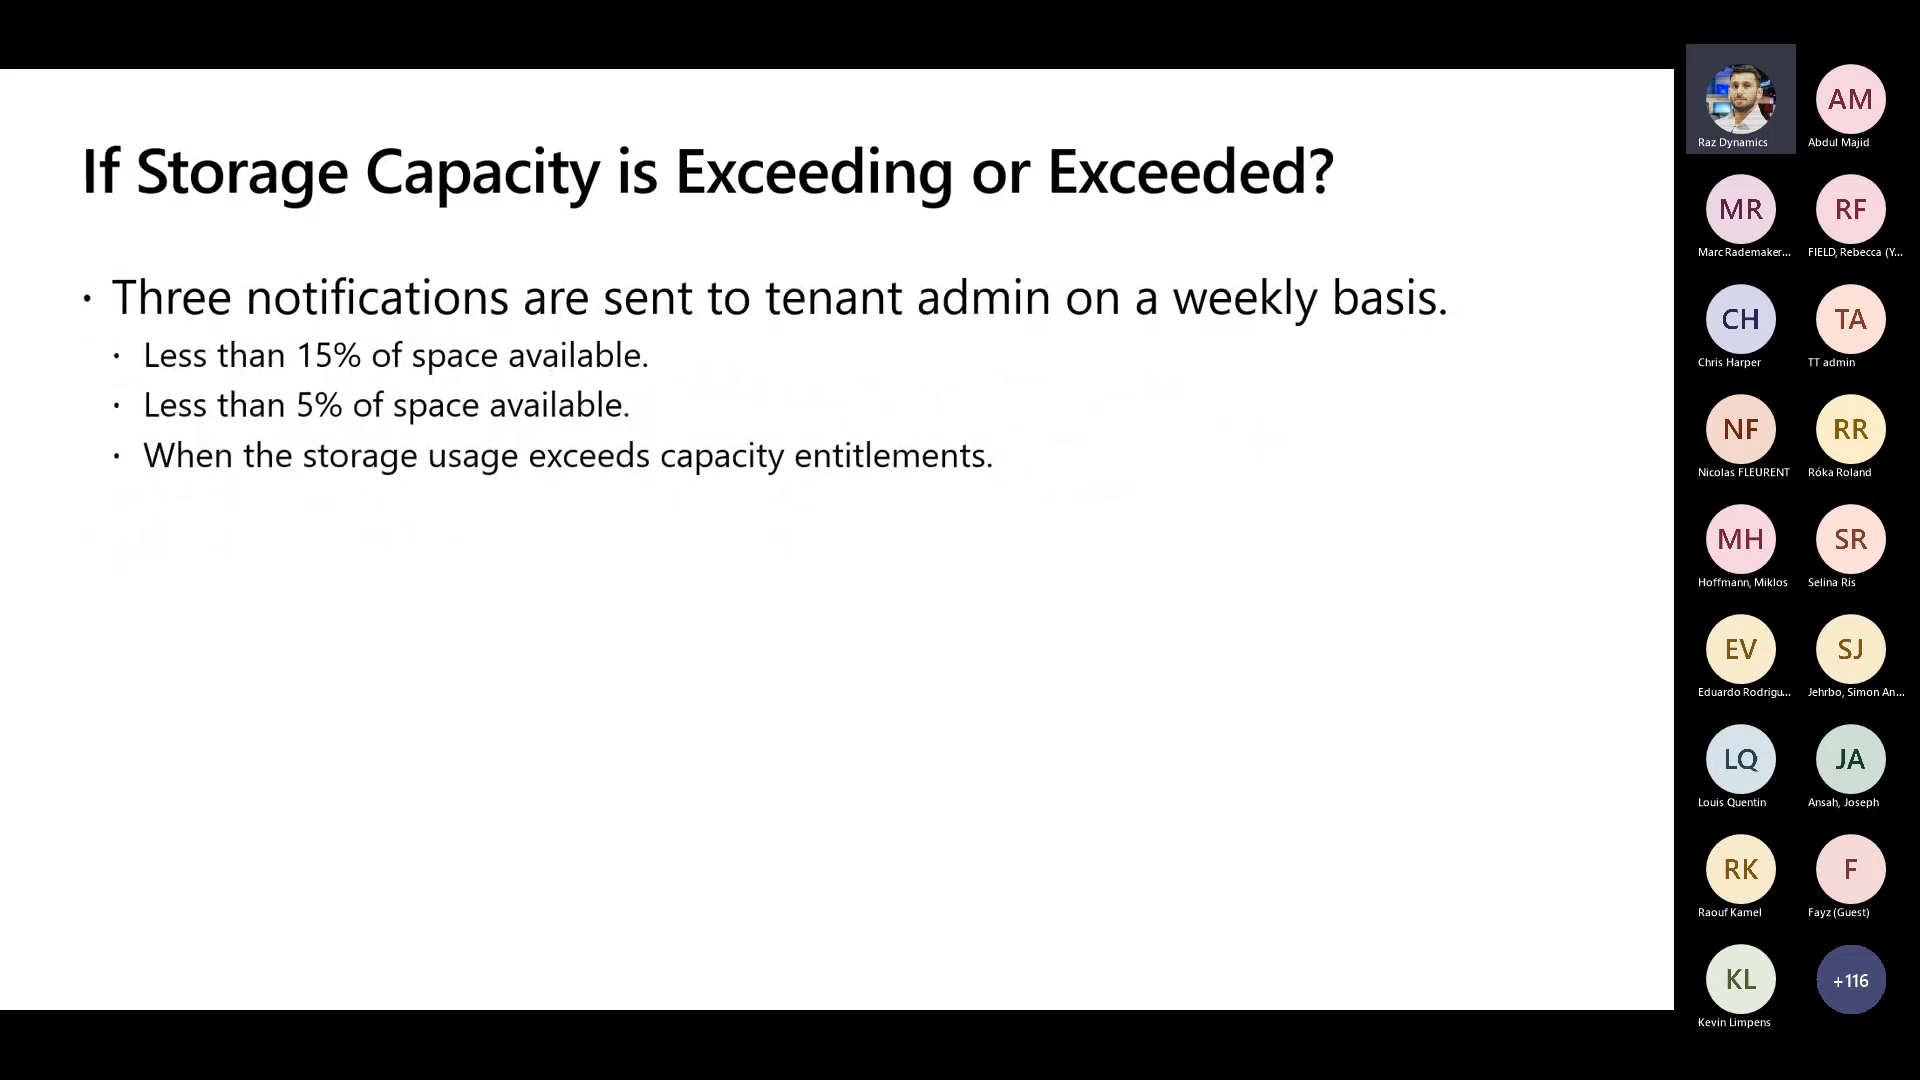 If Storage Capacity is Exceeding or Exceeded?
· Three notifications are sent to tenant admin on a weekly basis.
· Less than 15% of space available.
· Less than 5% of space available.
· When the storage usage exceeds capacity entitlements.
Raz Dynamics
AM
Abdul Majid
MR
Marc Rademaker...
RF
FIELD, Rebecca (Y...
CH
Chris Harper
TA
TT admin
NF
Nicolas FLEURENT
RR
Róka Roland
MH
Hoffmann, Miklos
SR
Selina Ris
EV
Eduardo Rodrigu...
SJ
Jehrbo, Simon An...
LQ
Louis Quentin
JA
Ansah, Joseph
RK
Raouf Kamel
F
Fayz (Guest)
KL
Kevin Limpens
+116